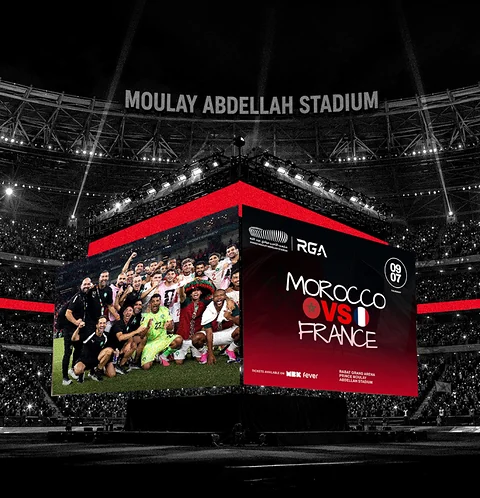 MOULAY ABDELLAH STADIUM
RGA
09
07
MOROCCO
VS
FRANCE
TICKETS AVAILABLE ON
fever
RABAT GRAND ARENA
PRINCE MOULAY
ABDELLAH STADIUM